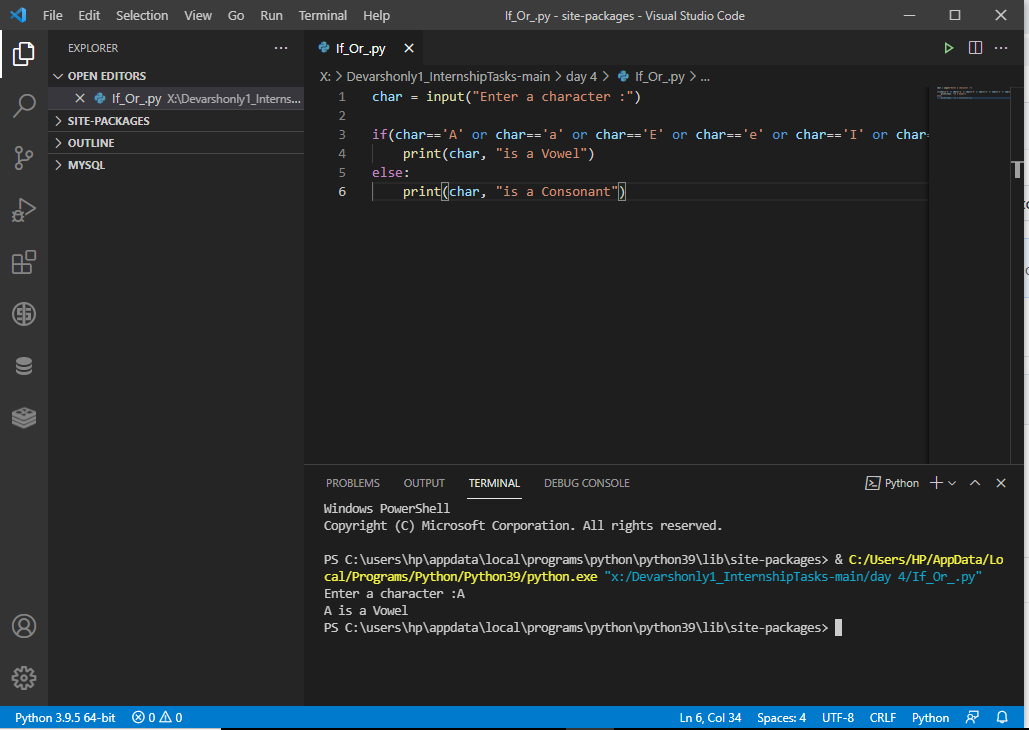 File Edit Selection View Go Run Terminal Help
If_Or_.py - site-packages - Visual Studio Code
EXPLORER
OPEN EDITORS
If_Or_.py X:\Devarshonly1_Interns...
SITE-PACKAGES
OUTLINE
MYSQL
If_Or_.py
X: > Devarshonly1_InternshipTasks-main > day 4 > If_Or_.py > ...
1 char = input("Enter a character :")
2
3 if(char=='A' or char=='a' or char=='E' or char=='e' or char=='I' or char=
4 print(char, "is a Vowel")
5 else:
6 print(char, "is a Consonant")
PROBLEMS OUTPUT TERMINAL DEBUG CONSOLE
Python
Windows PowerShell
Copyright (C) Microsoft Corporation. All rights reserved.
PS C:\users\hp\appdata\local\programs\python\python39\lib\site-packages> & C:/Users/HP/AppData/Lo
cal/Programs/Python/Python39/python.exe "x:/Devarshonly1_InternshipTasks-main/day 4/If_Or_.py"
Enter a character :A
A is a Vowel
PS C:\users\hp\appdata\local\programs\python\python39\lib\site-packages>
Python 3.9.5 64-bit 0 0 Ln 6, Col 34 Spaces: 4 UTF-8 CRLF Python